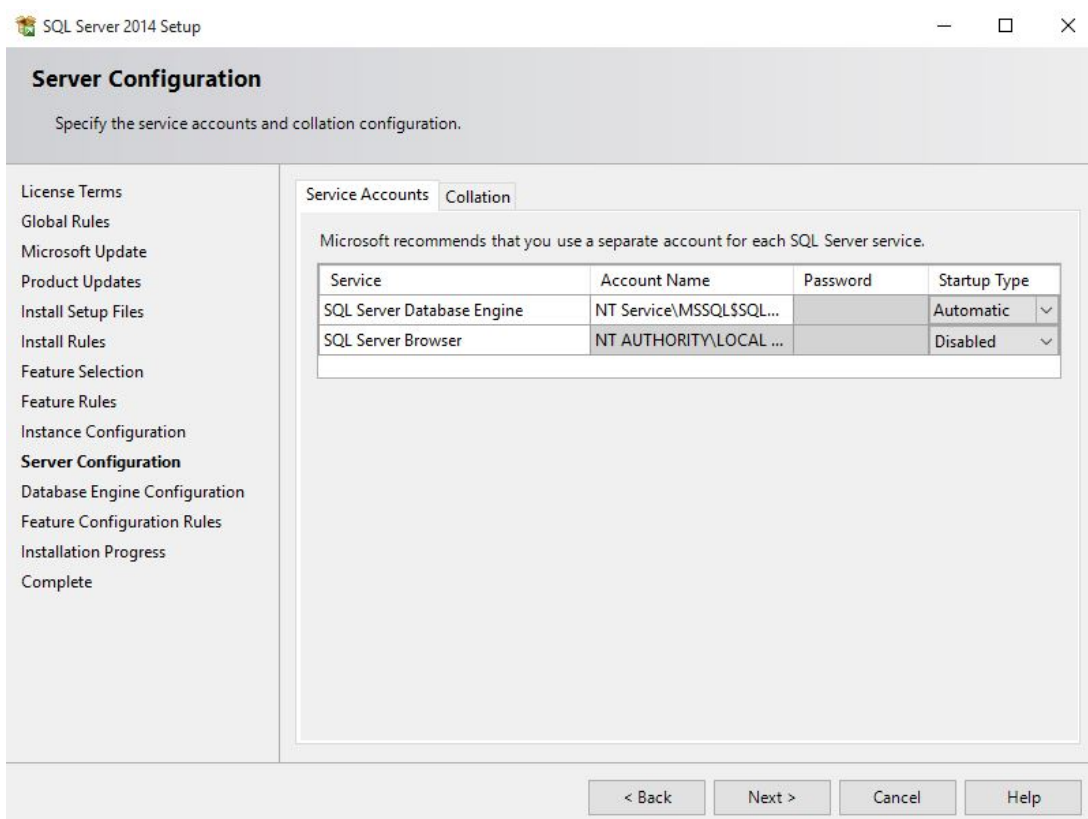 SQL Server 2014 Setup
Server Configuration
Specify the service accounts and collation configuration.
License Terms
Global Rules
Microsoft Update
Product Updates
Install Setup Files
Install Rules
Feature Selection
Feature Rules
Instance Configuration
Server Configuration
Database Engine Configuration
Feature Configuration Rules
Installation Progress
Complete
Service Accounts Collation
Microsoft recommends that you use a separate account for each SQL Server service.
Service Account Name Password Startup Type
SQL Server Database Engine NT Service\MSSQL$SQL... Automatic
SQL Server Browser NT AUTHORITY\LOCAL ... Disabled
< Back Next > Cancel Help